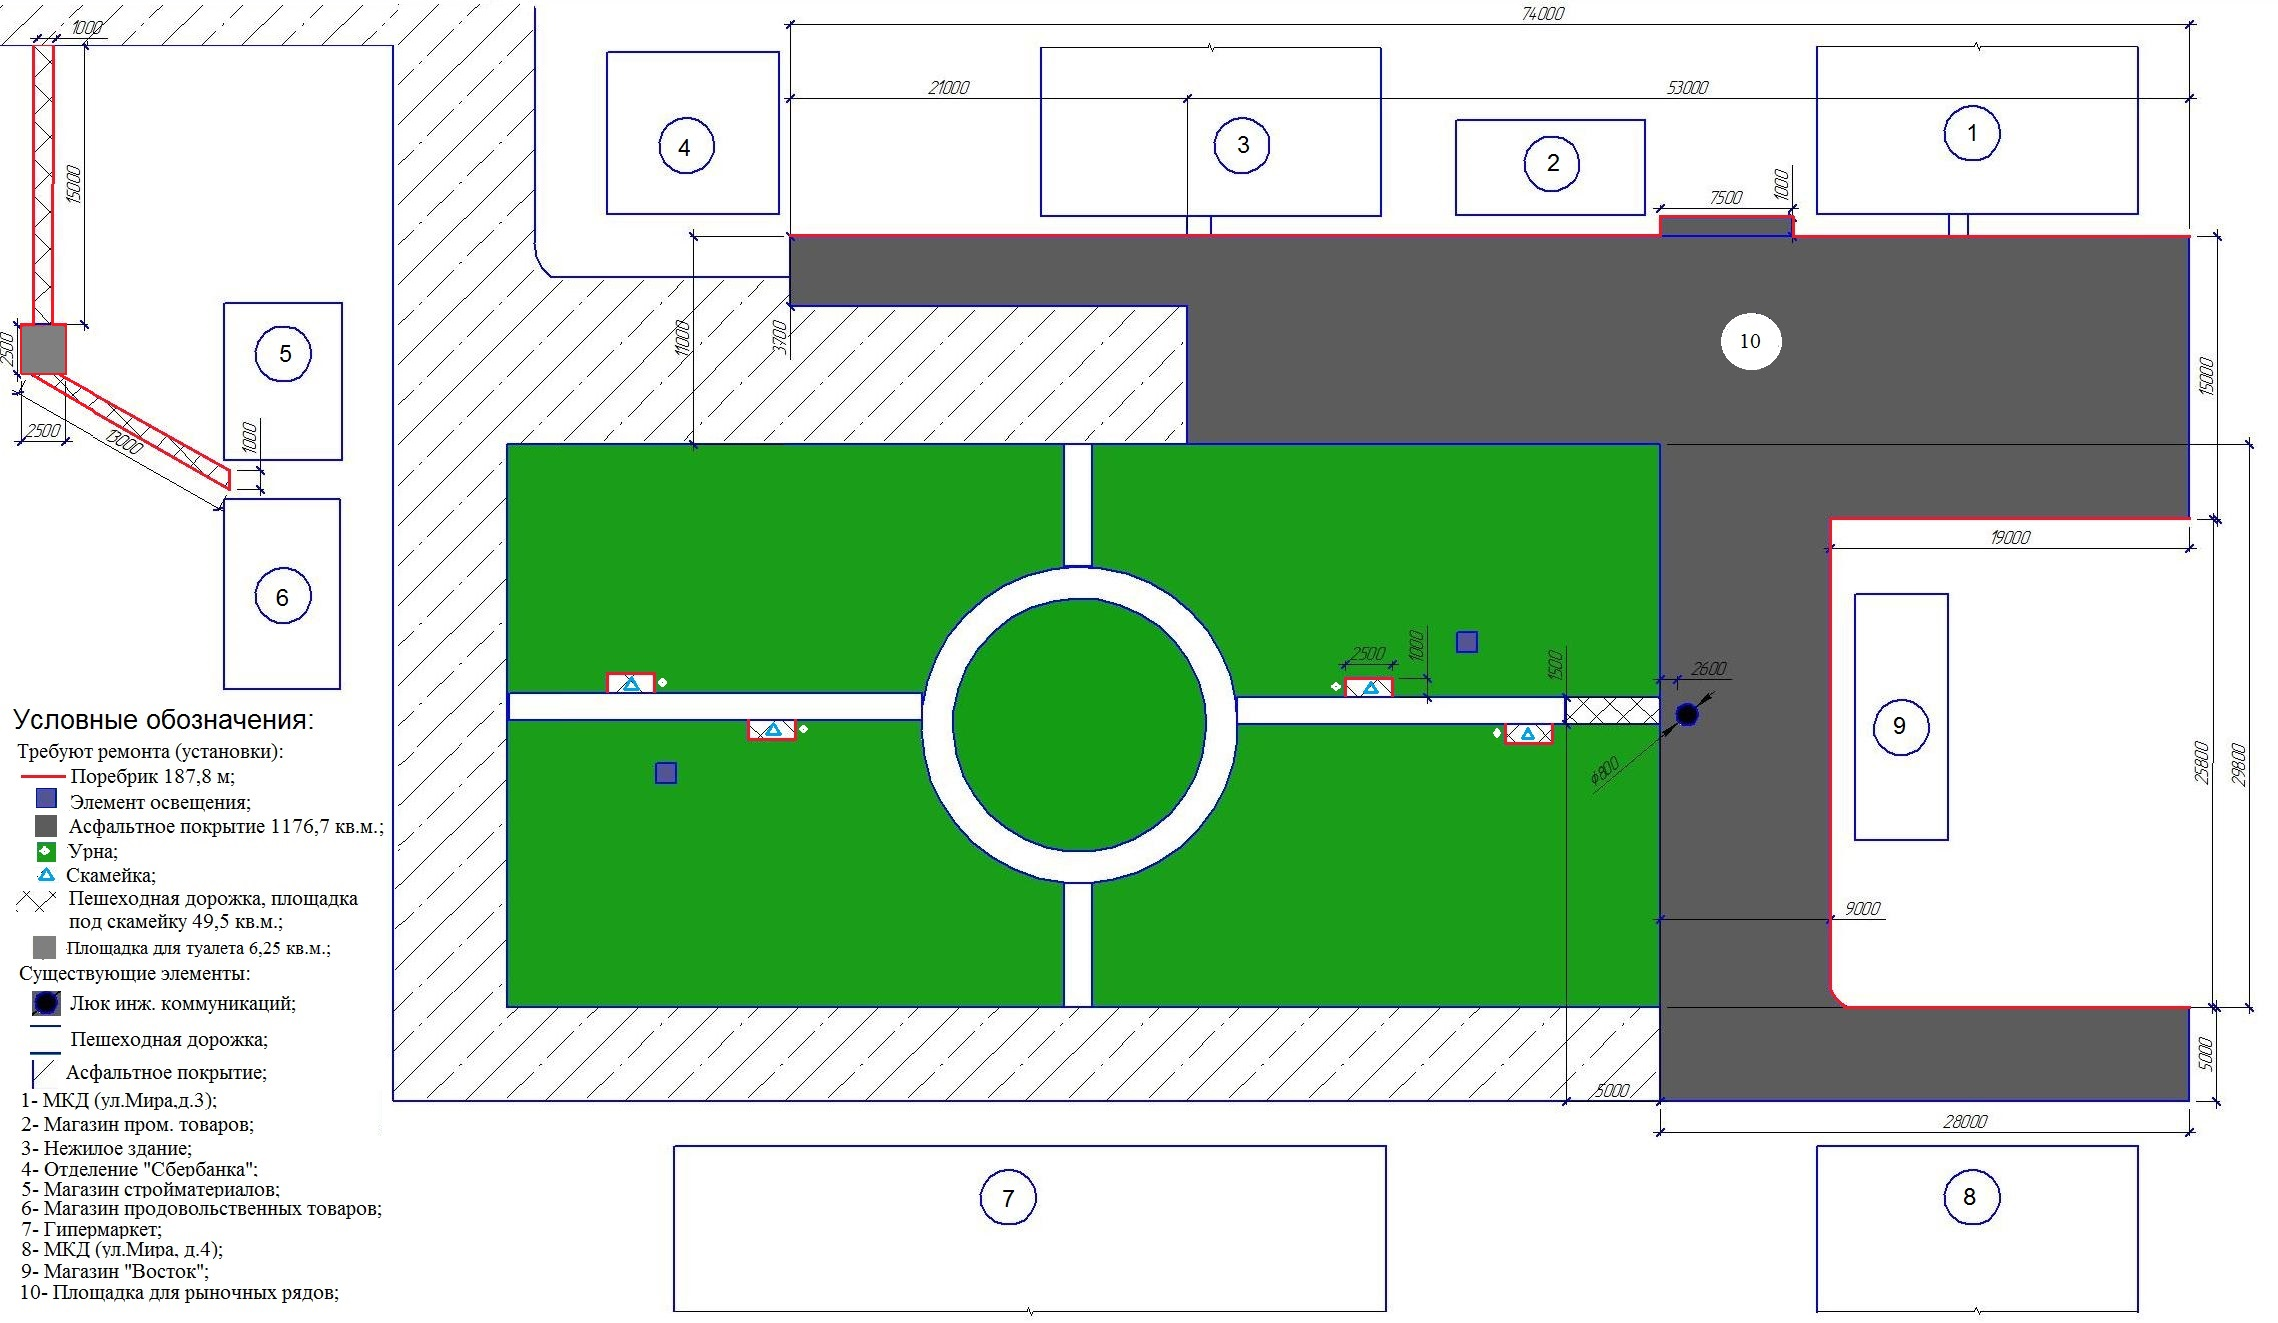 74000
1000
21000
53000
4
3
2
1
7500
1000
15000
11000
3700
10
15000
2500
5
2500
13000
1000
19000
6
2500
1000
1500
2600
ϕ800
9
25800
29800
9000
5000
5000
28000
7
8
Условные обозначения:
Требуют ремонта (установки):
Поребрик 187,8 м;
Элемент освещения;
Асфальтное покрытие 1176,7 кв.м.;
Урна;
Скамейка;
Пешеходная дорожка, площадка
под скамейку 49,5 кв.м.;
Площадка для туалета 6,25 кв.м.;
Существующие элементы:
Люк инж. коммуникаций;
Пешеходная дорожка;
Асфальтное покрытие;
1- МКД (ул.Мира,д.3);
2- Магазин пром. товаров;
3- Нежилое здание;
4- Отделение "Сбербанка";
5- Магазин стройматериалов;
6- Магазин продовольственных товаров;
7- Гипермаркет;
8- МКД (ул.Мира, д.4);
9- Магазин "Восток";
10- Площадка для рыночных рядов;